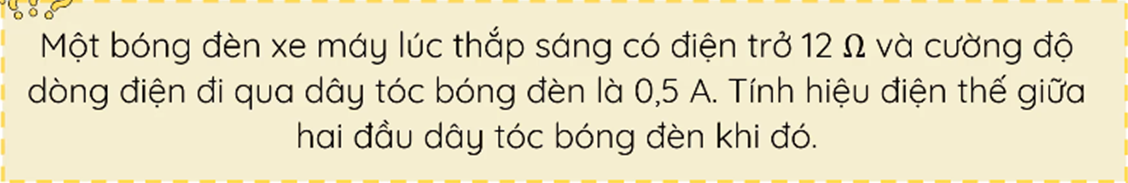 Một bóng đèn xe máy lúc thắp sáng có điện trở 12 Ω và cường độ
dòng điện đi qua dây tóc bóng đèn là 0,5 A. Tính hiệu điện thế giữa
hai đầu dây tóc bóng đèn khi đó.